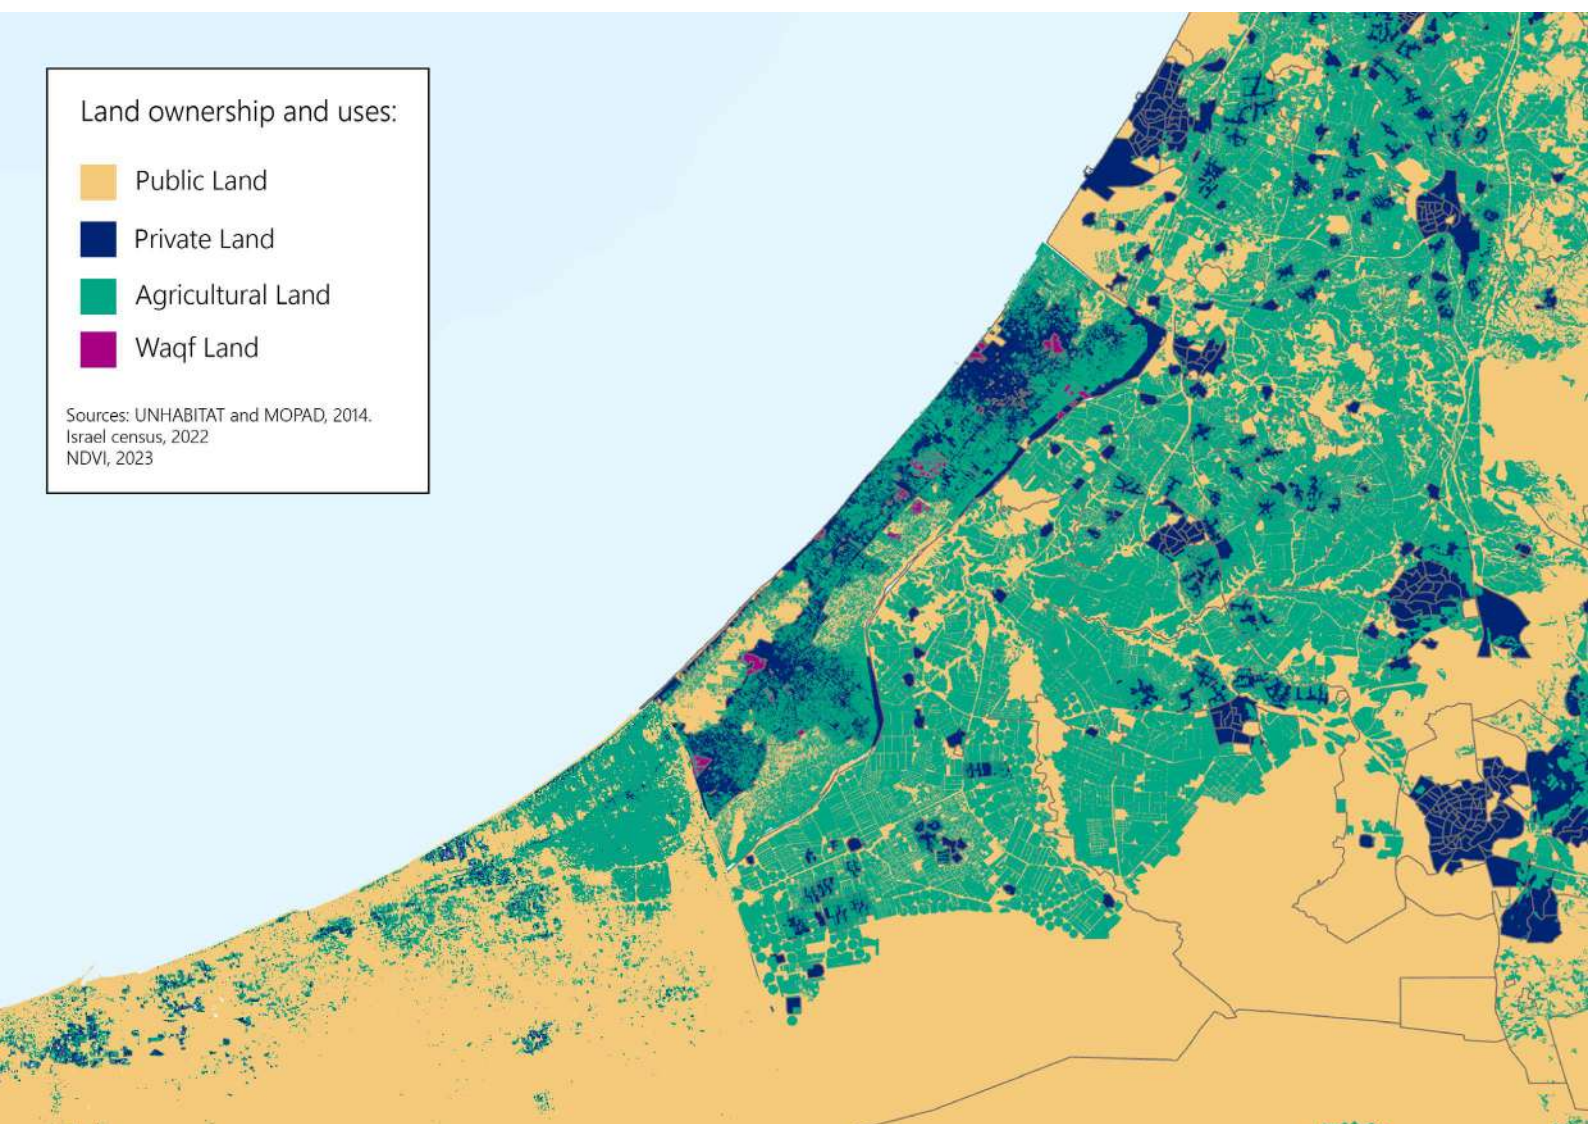 Land ownership and uses:
Public Land
Private Land
Agricultural Land
Waqf Land
Sources: UNHABITAT and MOPAD, 2014.
Israel census, 2022
NDVI, 2023